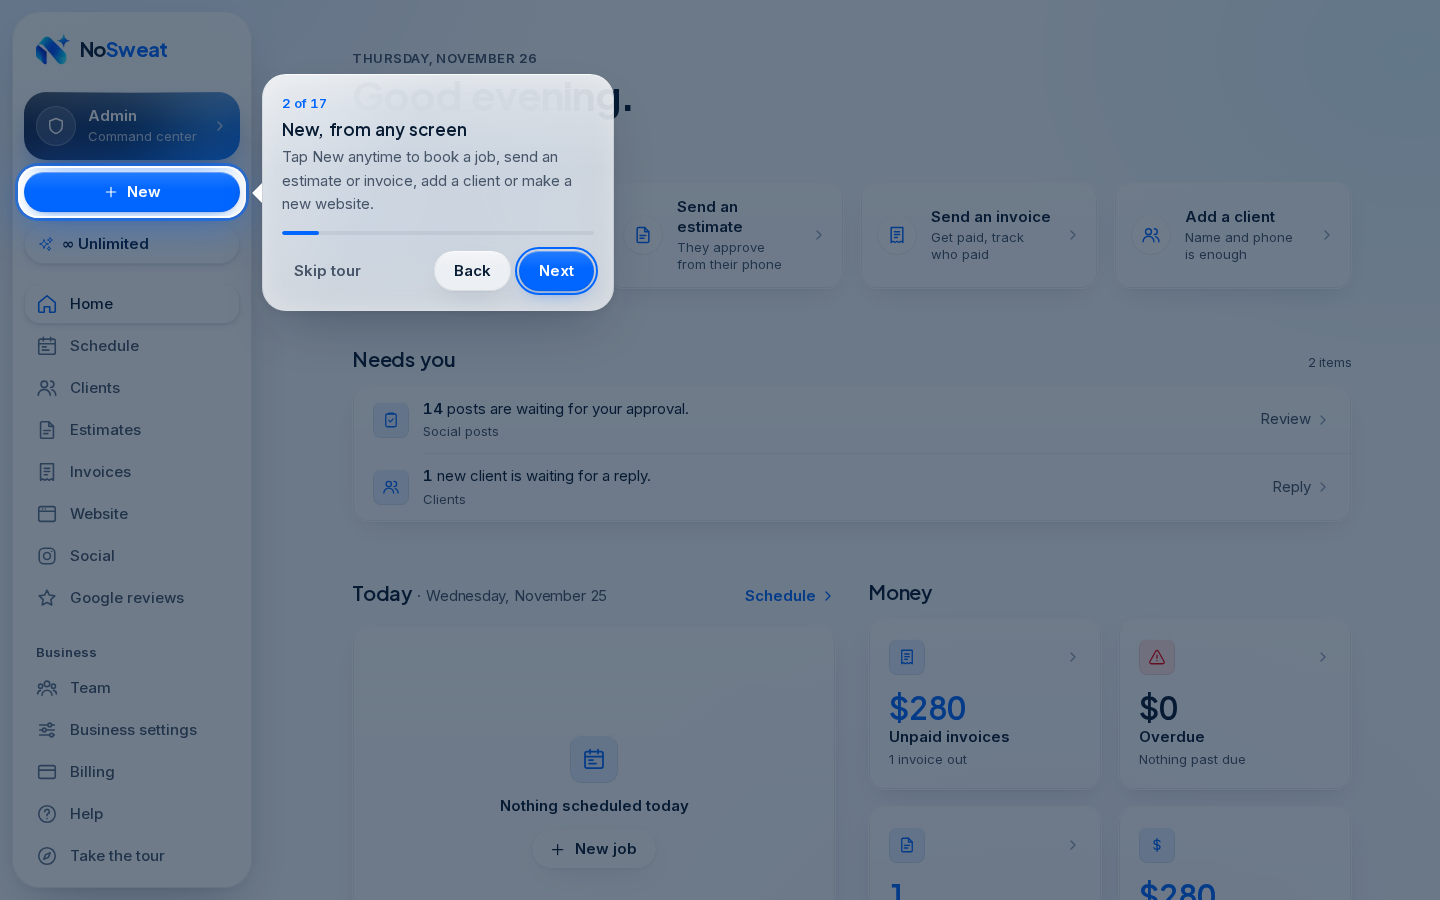 NoSweat
Admin
Command center
New
∞ Unlimited
Home
Schedule
Clients
Estimates
Invoices
Website
Social
Google reviews
Business
Team
Business settings
Billing
Help
Take the tour
THURSDAY, NOVEMBER 26
Good evening.
2 of 17
New, from any screen
Tap New anytime to book a job, send an
estimate or invoice, add a client or make a
new website.
Skip tour
Back
Next
Send an
estimate
They approve
from their phone
Send an invoice
Get paid, track
who paid
Add a client
Name and phone
is enough
Needs you
2 items
14 posts are waiting for your approval.
Social posts
Review
1 new client is waiting for a reply.
Clients
Reply
Today · Wednesday, November 25
Schedule
Nothing scheduled today
New job
Money
$280
Unpaid invoices
1 invoice out
$0
Overdue
Nothing past due
1
$280